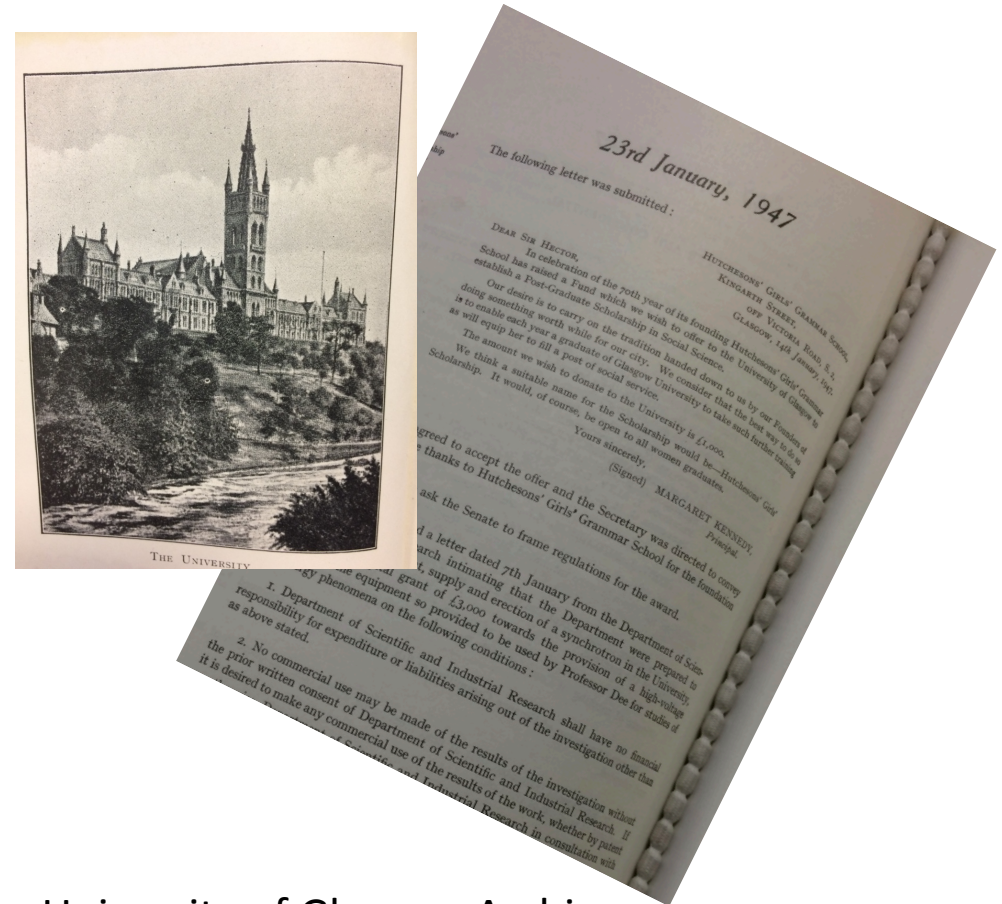 THE UNIVERSITY
23rd January, 1947
The following letter was submitted :
HUTCHESONS' GIRLS' GRAMMAR SCHOOL,
KINGARTH STREET,
OFF VICTORIA ROAD, S.2,
GLASGOW, 14th January, 1947.
DEAR SIR HECTOR,
In celebration of the 70th year of its founding Hutchesons' Girls' Grammar
School has raised a Fund which we wish to offer to the University of Glasgow to
establish a Post-Graduate Scholarship in Social Science.
Our desire is to carry on the tradition handed down to us by our Founders of
doing something worth while for our city. We consider that the best way to do so
is to enable each year a graduate of Glasgow University to take such further training
as will equip her to fill a post of social service.
The amount we wish to donate to the University is £1,000.
We think a suitable name for the Scholarship would be—Hutchesons' Girls'
Scholarship. It would, of course, be open to all women graduates.
Yours sincerely,
(Signed) MARGARET KENNEDY,
Principal.
greed to accept the offer and the Secretary was directed to convey
thanks to Hutchesons' Girls' Grammar School for the foundation
ask the Senate to frame regulations for the award.
a letter dated 7th January from the Department of Scien-
arch intimating that the Department were prepared to
grant of £3,000 towards the provision of a high-voltage
supply and erection of a synchrotron in the University,
equipment so provided to be used by Professor Dee for studies of
phenomena on the following conditions :
1. Department of Scientific and Industrial Research shall have no financial
responsibility for expenditure or liabilities arising out of the investigation other than
as above stated.
2. No commercial use may be made of the results of the investigation without
the prior written consent of Department of Scientific and Industrial Research. If
it is desired to make any commercial use of the results of the work, whether by patent
of Scientific and Industrial Research in consultation with